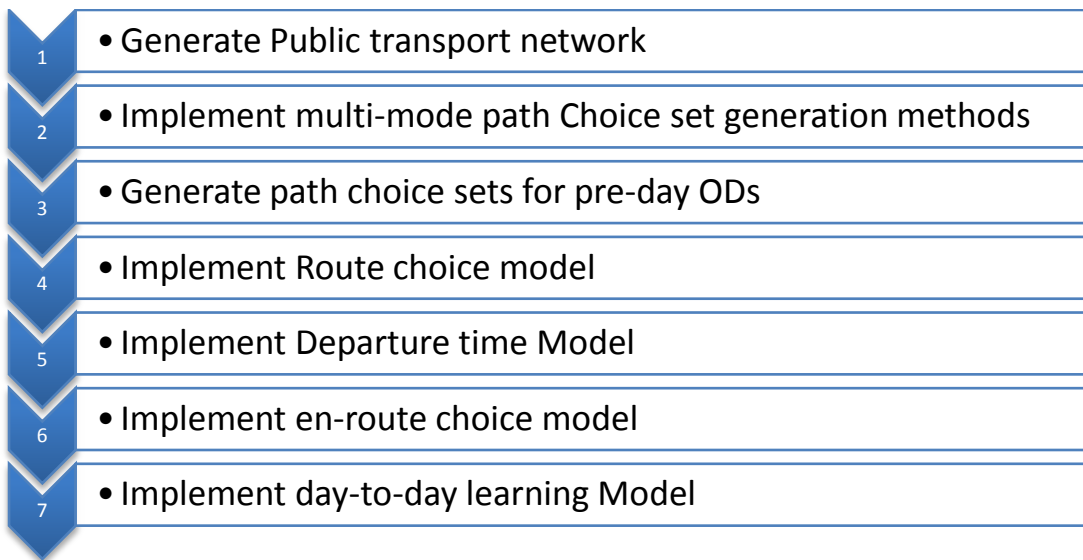 1
• Generate Public transport network
2
• Implement multi-mode path Choice set generation methods
3
• Generate path choice sets for pre-day ODs
4
• Implement Route choice model
5
• Implement Departure time Model
6
• Implement en-route choice model
7
• Implement day-to-day learning Model